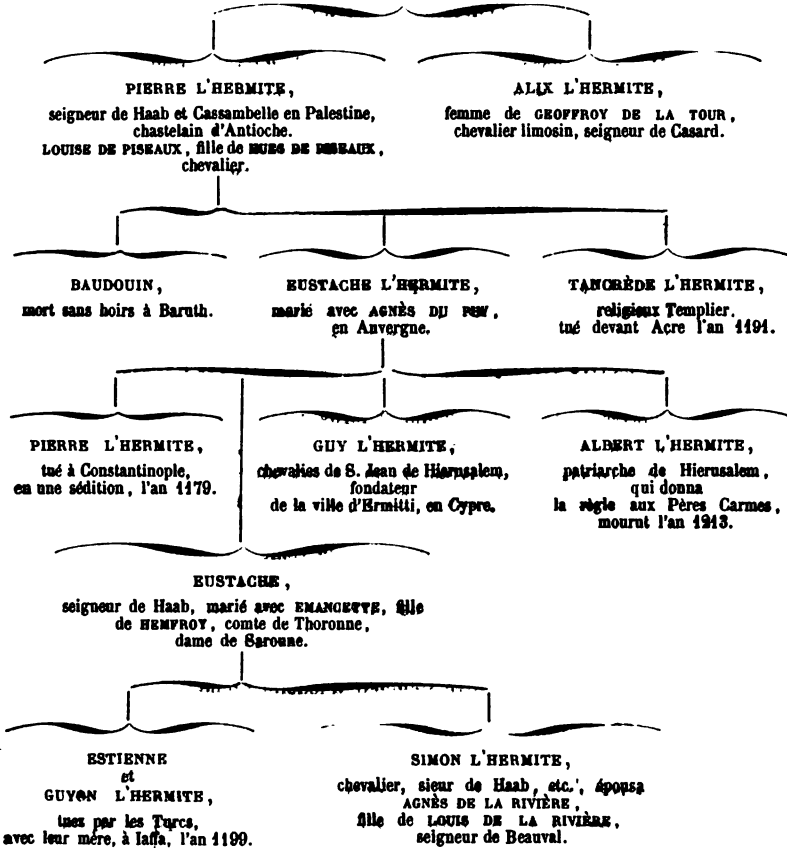 PIERRE L'HERMITE,
seigneur de Haab et Cassambelle en Palestine,
chastelain d'Antioche.
LOUISE DE PISEAUX, fille de HUES DE PISEAUX,
chevalier.
ALIX L'HERMITE,
femme de GEOFFROY DE LA TOUR,
chevalier limosin, seigneur de Casard.
BAUDOUIN,
mort sans hoirs à Baruth.
EUSTACHE L'HERMITE,
marié avec AGNÈS DU PUY,
en Auvergne.
TANCRÈDE L'HERMITE,
religieux Templier.
tué devant Acre l'an 1191.
PIERRE L'HERMITE,
tué à Constantinople,
en une sédition, l'an 1179.
GUY L'HERMITE,
chevalies de S. Jean de Hierusalem,
fondateur
de la ville d'Ermitti, en Cypre.
ALBERT L'HERMITE,
patriarche de Hierusalem,
qui donna
la règle aux Pères Carmes,
mourut l'an 1213.
EUSTACHE,
seigneur de Haab, marié avec EMANCETTE, fille
de HEMFROY, comte de Thoronne,
dame de Saronne.
ESTIENNE
et
GUYON L'HERMITE,
tuez par les Turcs,
avec leur mère, à Iaffa, l'an 1199.
SIMON L'HERMITE,
chevalier, sieur de Haab, etc., épousa
AGNÈS DE LA RIVIÈRE,
fille de LOUIS DE LA RIVIÈRE,
seigneur de Beauval.